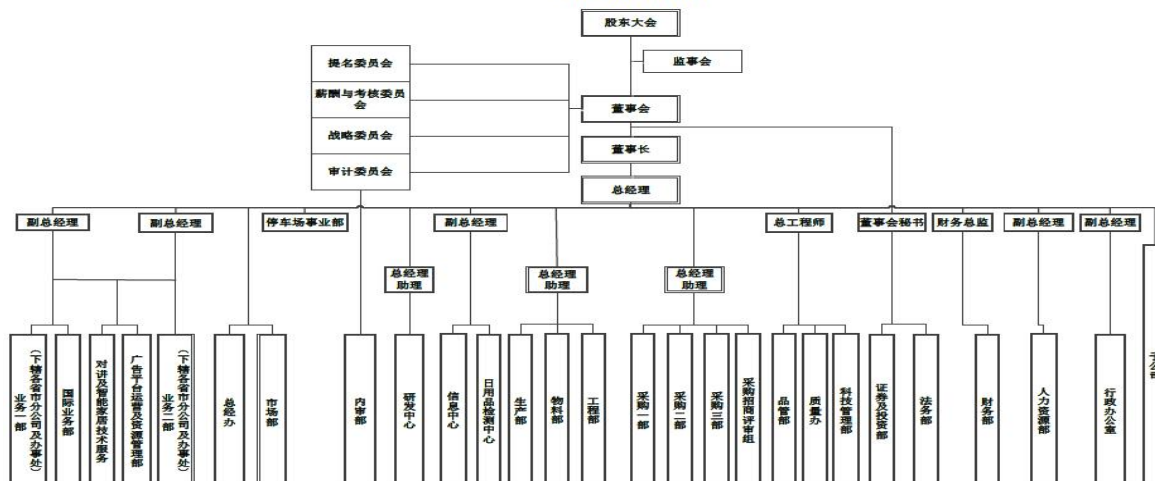 股东大会
监事会
提名委员会
薪酬与考核委员
会
战略委员会
审计委员会
董事会
董事长
总经理
副总经理
副总经理
停车场事业部
副总经理
总工程师
董事会秘书
财务总监
副总经理
副总经理
总经理
助理
总经理
助理
总经理
助理
业务一部
(下辖各省市分公司及办事处)
国际业务部
对讲及智能家居技术服务
广告平台运营及资源管理部
业务二部
(下辖各省市分公司及办事处)
总经办
市场部
内审部
研发中心
信息中心
日用品检测中心
生产部
物料部
工程部
采购一部
采购二部
采购三部
采购招商评审组
品管部
质量办
科技管理部
证券及投资部
法务部
财务部
人力资源部
行政办公室
子公司